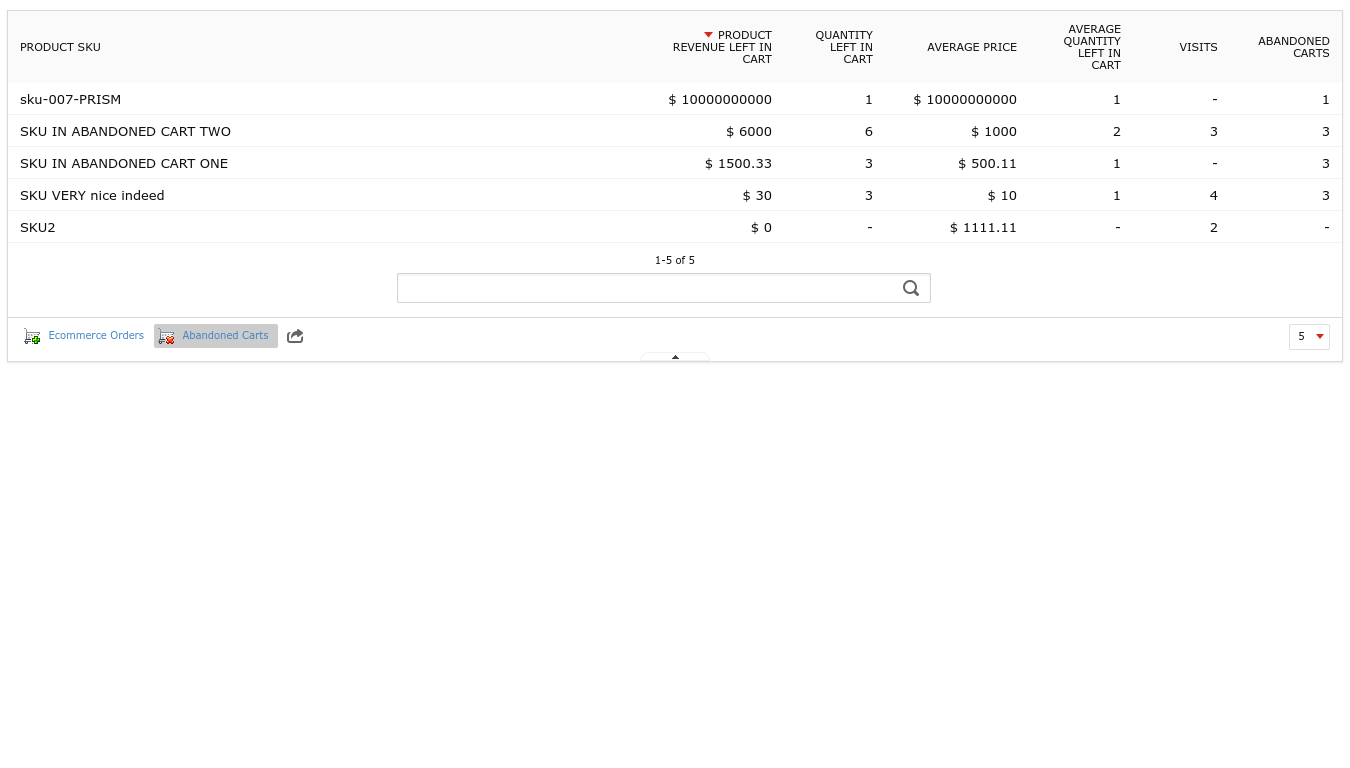 PRODUCT SKU
PRODUCT
REVENUE LEFT IN
CART
QUANTITY
LEFT IN
CART
AVERAGE PRICE
AVERAGE
QUANTITY
LEFT IN
CART
VISITS
ABANDONED
CARTS
sku-007-PRISM $ 10000000000 1 $ 10000000000 1 - 1
SKU IN ABANDONED CART TWO $ 6000 6 $ 1000 2 3 3
SKU IN ABANDONED CART ONE $ 1500.33 3 $ 500.11 1 - 3
SKU VERY nice indeed $ 30 3 $ 10 1 4 3
SKU2 $ 0 - $ 1111.11 - 2 -
1-5 of 5
Ecommerce Orders Abandoned Carts 5